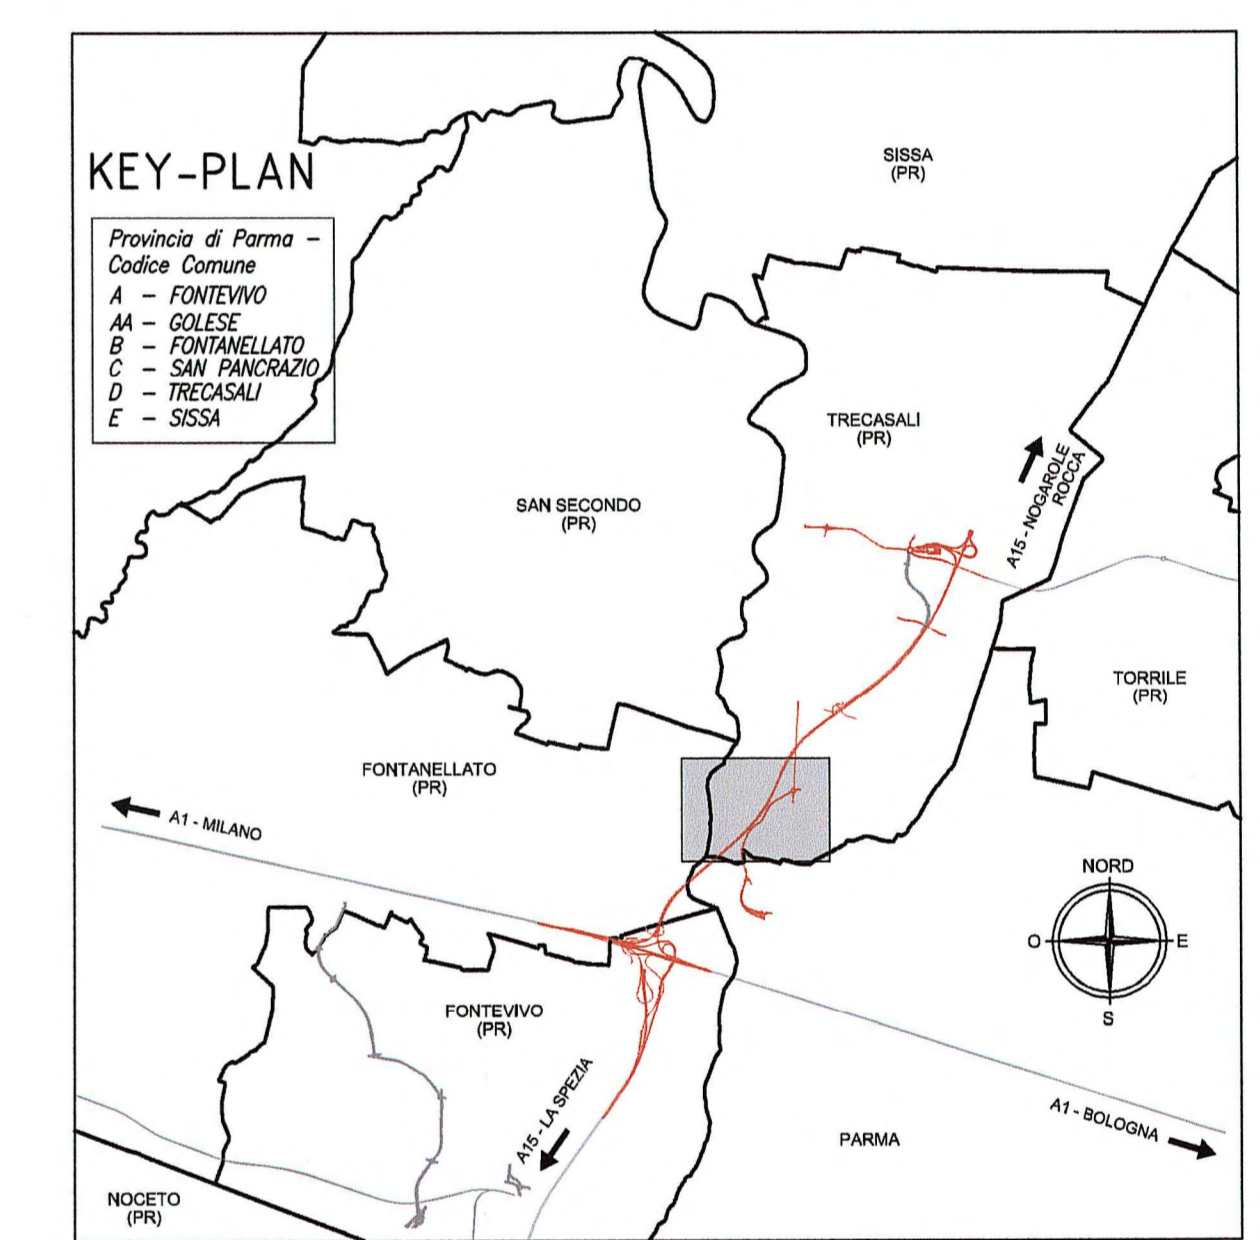 KEY-PLAN
Provincia di Parma –
Codice Comune
A – FONTEVIVO
AA – GOLESE
B – FONTANELLATO
C – SAN PANCRAZIO
D – TRECASALI
E – SISSA
SISSA
(PR)
TRECASALI
(PR)
A15 - NOGAROLE
ROCCA
SAN SECONDO
(PR)
TORRILE
(PR)
FONTANELLATO
(PR)
A1 - MILANO
NORD
O
E
S
FONTEVIVO
(PR)
A15 - LA SPEZIA
A1 - BOLOGNA
PARMA
NOCETO
(PR)